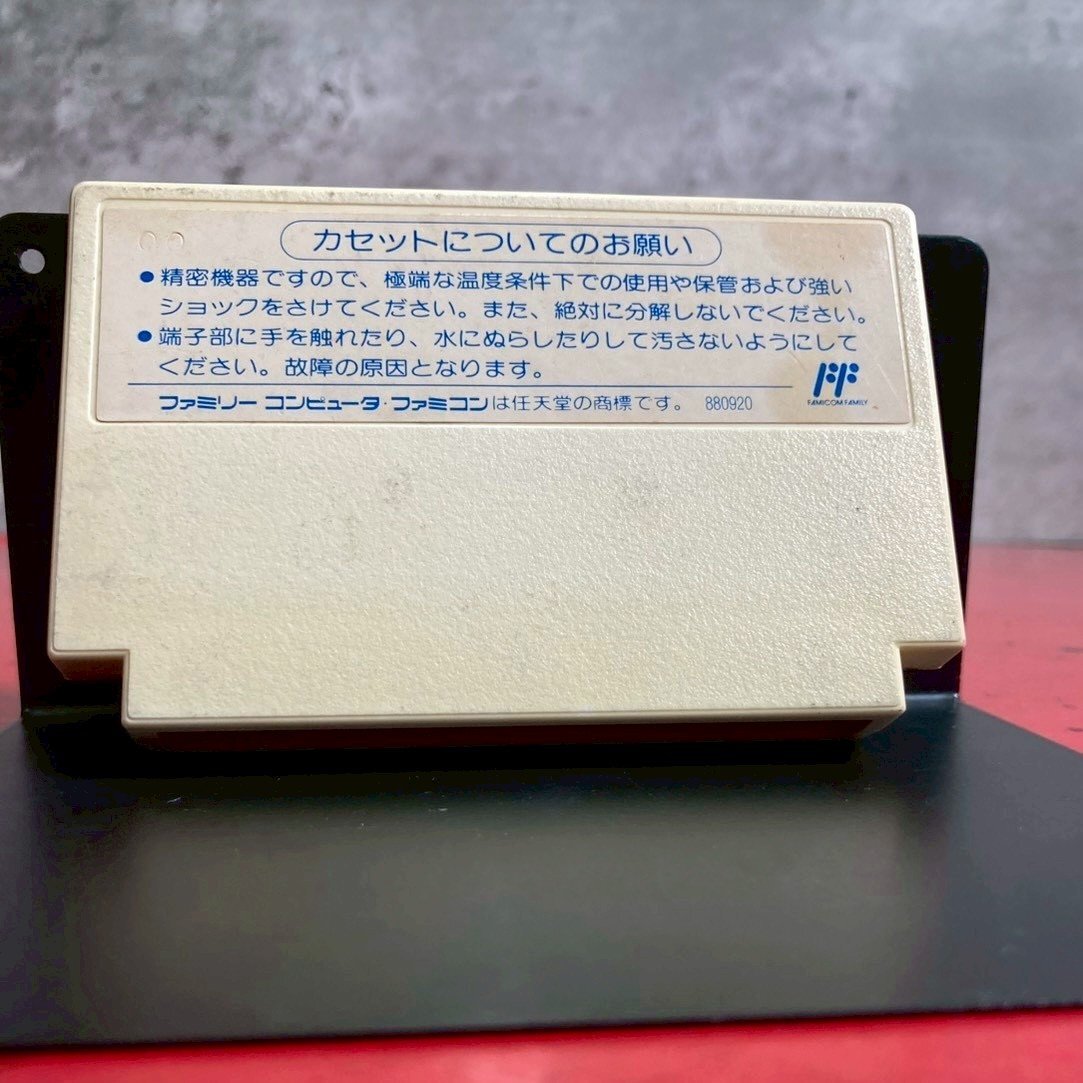 カセットについてのお願い
●精密機器ですので、極端な温度条件下での使用や保管および強い
ショックをさけてください。また、絶対に分解しないでください。
●端子部に手を触れたり、水にぬらしたりして汚さないようにして
ください。故障の原因となります。
FF
FAMICOM FAMILY
ファミリー コンピュータ・ファミコンは任天堂の商標です。 880920